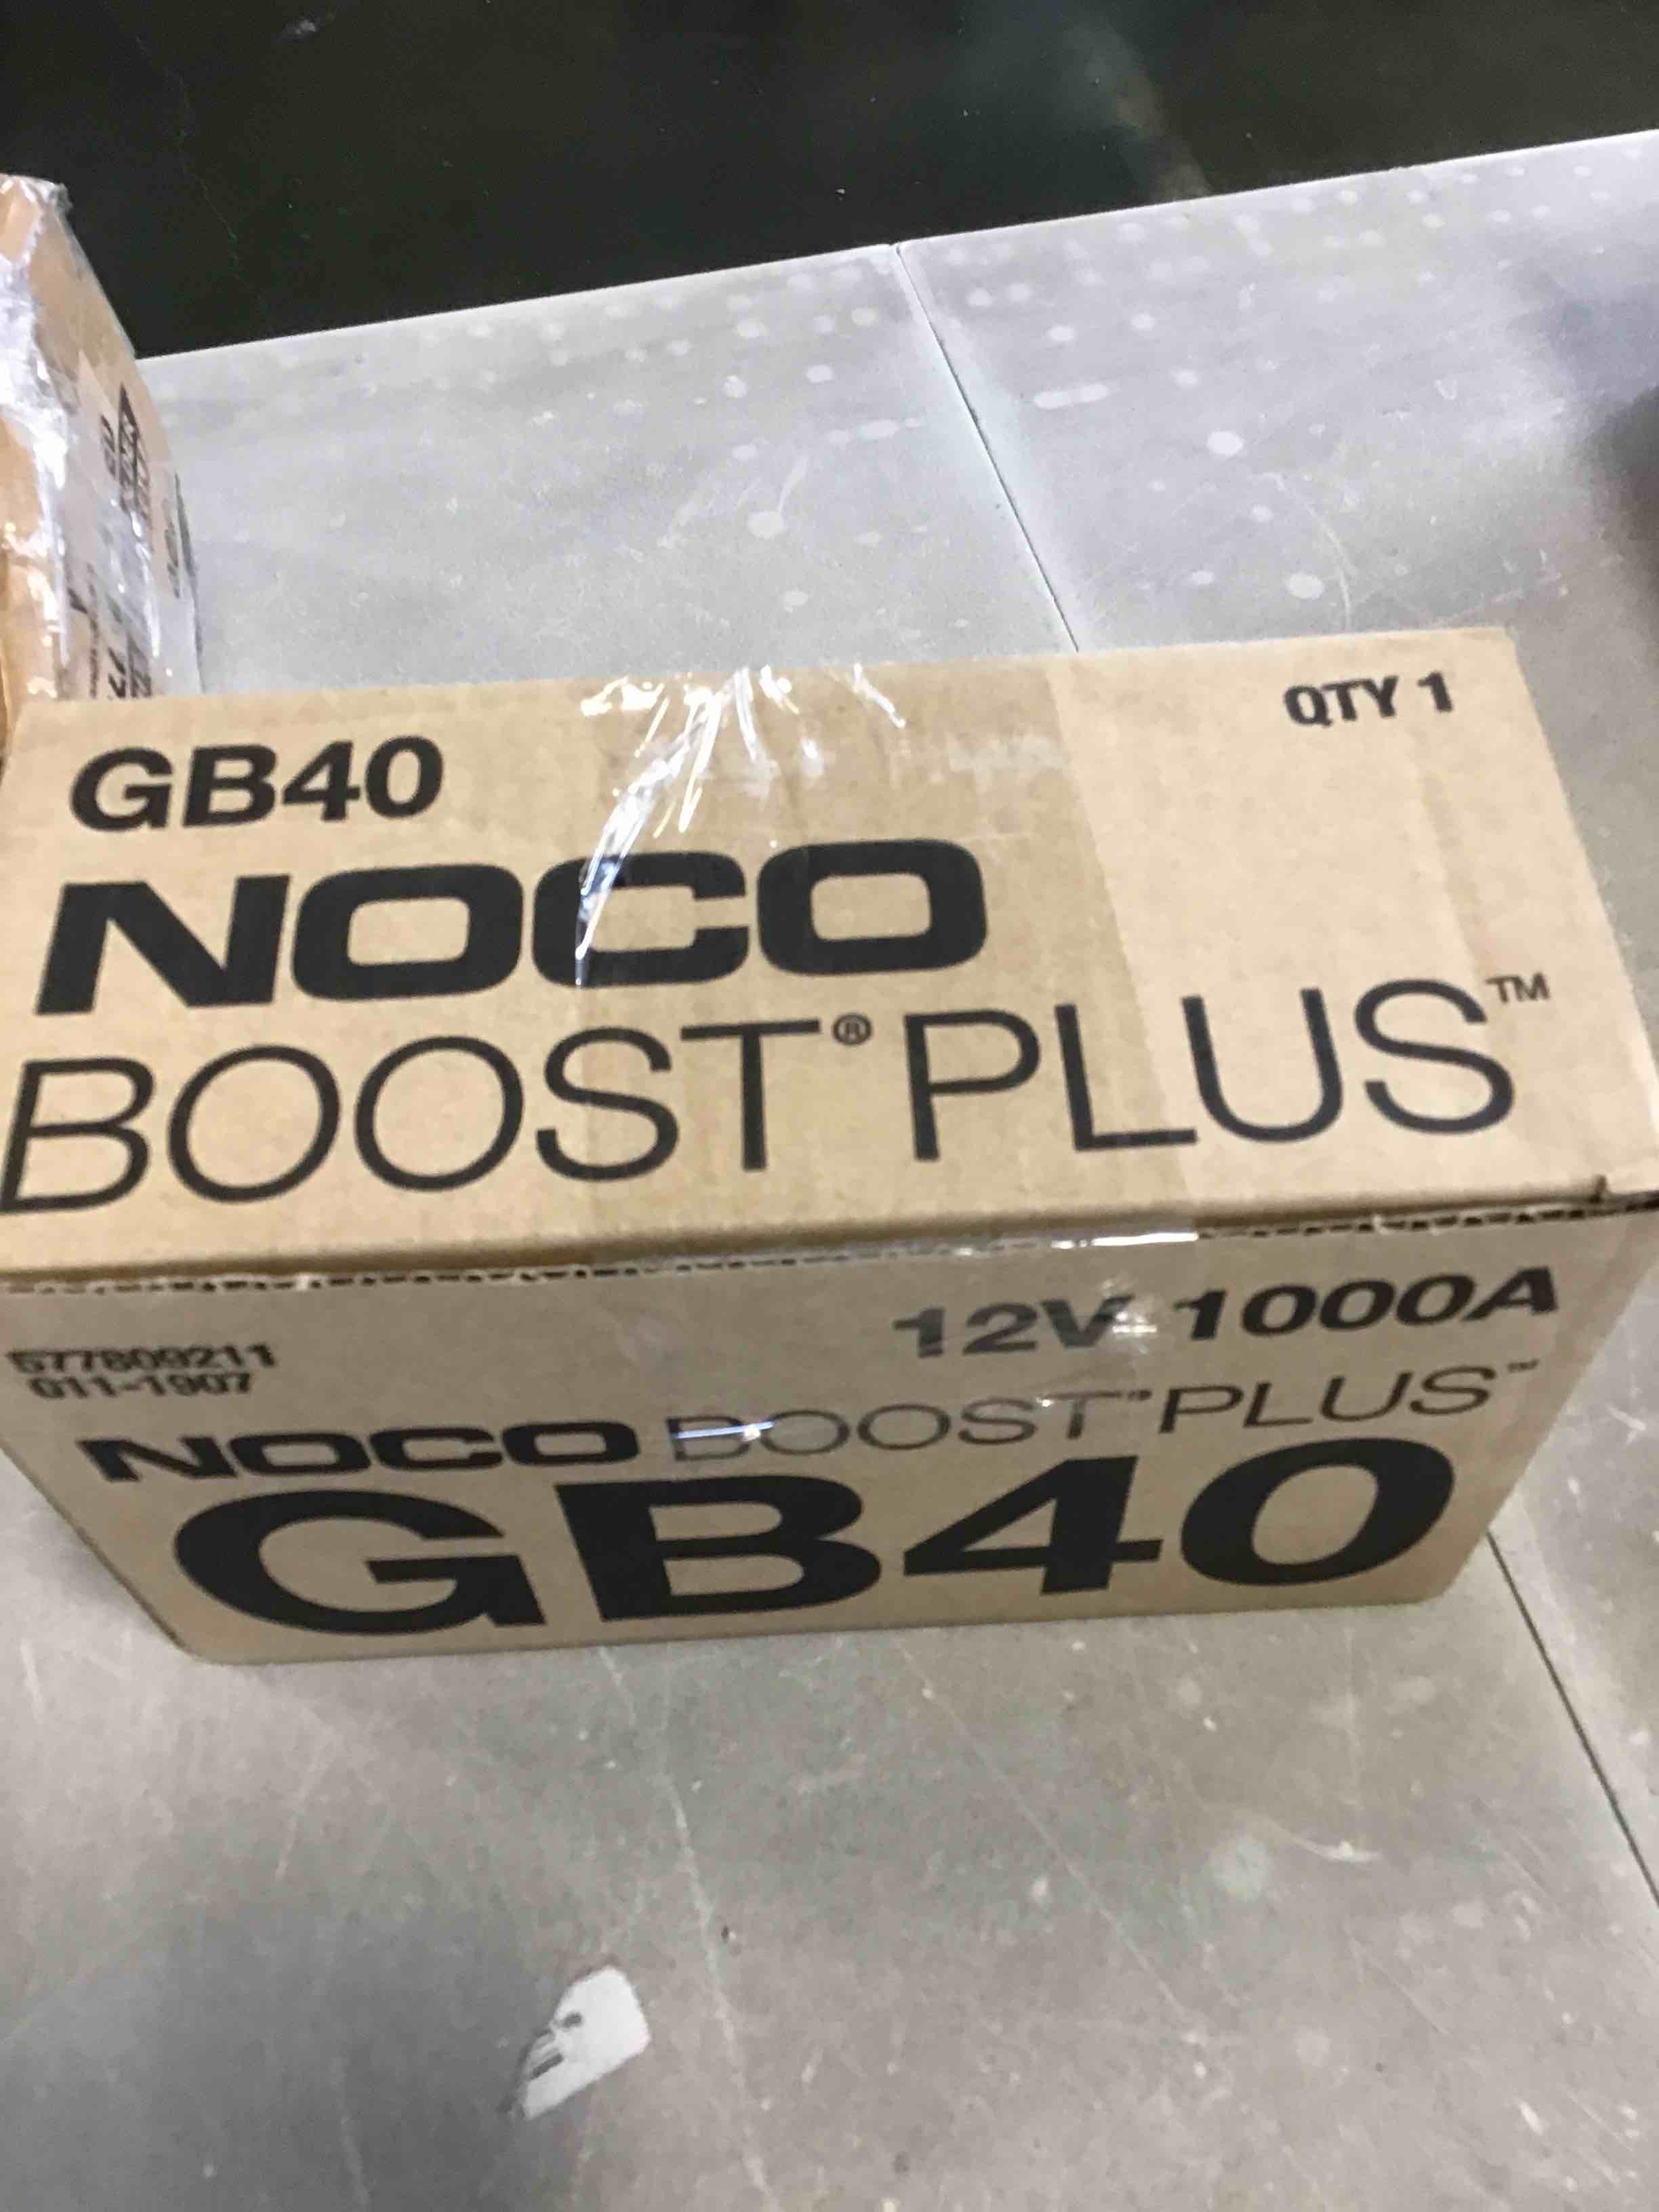 GB40
QTY 1
NOCO
BOOST® PLUS™
12V 1000A
577809211
011-1907
NOCO BOOST® PLUS™
GB40